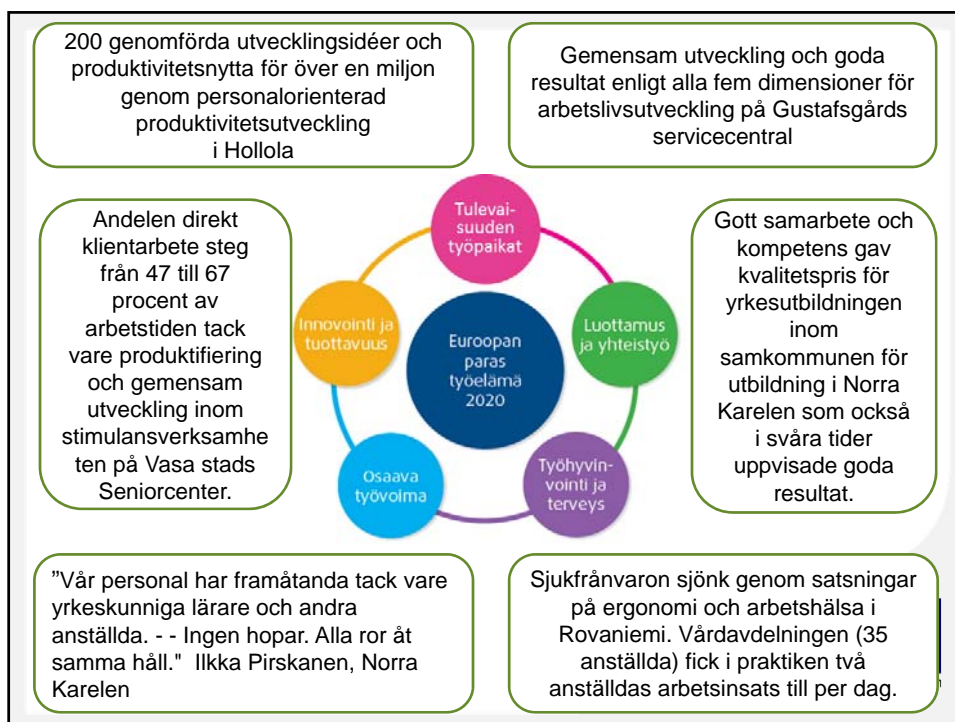 200 genomförda utvecklingsidéer och
produktivitetsnytta för över en miljon
genom personalorienterad
produktivitetsutveckling
i Hollola
Gemensam utveckling och goda
resultat enligt alla fem dimensioner för
arbetslivsutveckling på Gustafsgårds
servicecentral
Andelen direkt
klientarbete steg
från 47 till 67
procent av
arbetstiden tack
vare produktifiering
och gemensam
utveckling inom
stimulansverksamhe
ten på Vasa stads
Seniorcenter.
Tulevai-
suuden
työpaikat
Innovointi ja
tuottavuus
Euroopan
paras
työelämä
2020
Luottamus
ja yhteistyö
Osaava
työvoima
Työhyvin-
vointi ja
terveys
Gott samarbete och
kompetens gav
kvalitetspris för
yrkesutbildningen
inom
samkommunen för
utbildning i Norra
Karelen som också
i svåra tider
uppvisade goda
resultat.
”Vår personal har framåtanda tack vare
yrkeskunniga lärare och andra
anställda. - - Ingen hopar. Alla ror åt
samma håll." Ilkka Pirskanen, Norra
Karelen
Sjukfrånvaron sjönk genom satsningar
på ergonomi och arbetshälsa i
Rovaniemi. Vårdavdelningen (35
anställda) fick i praktiken två
anställdas arbetsinsats till per dag.